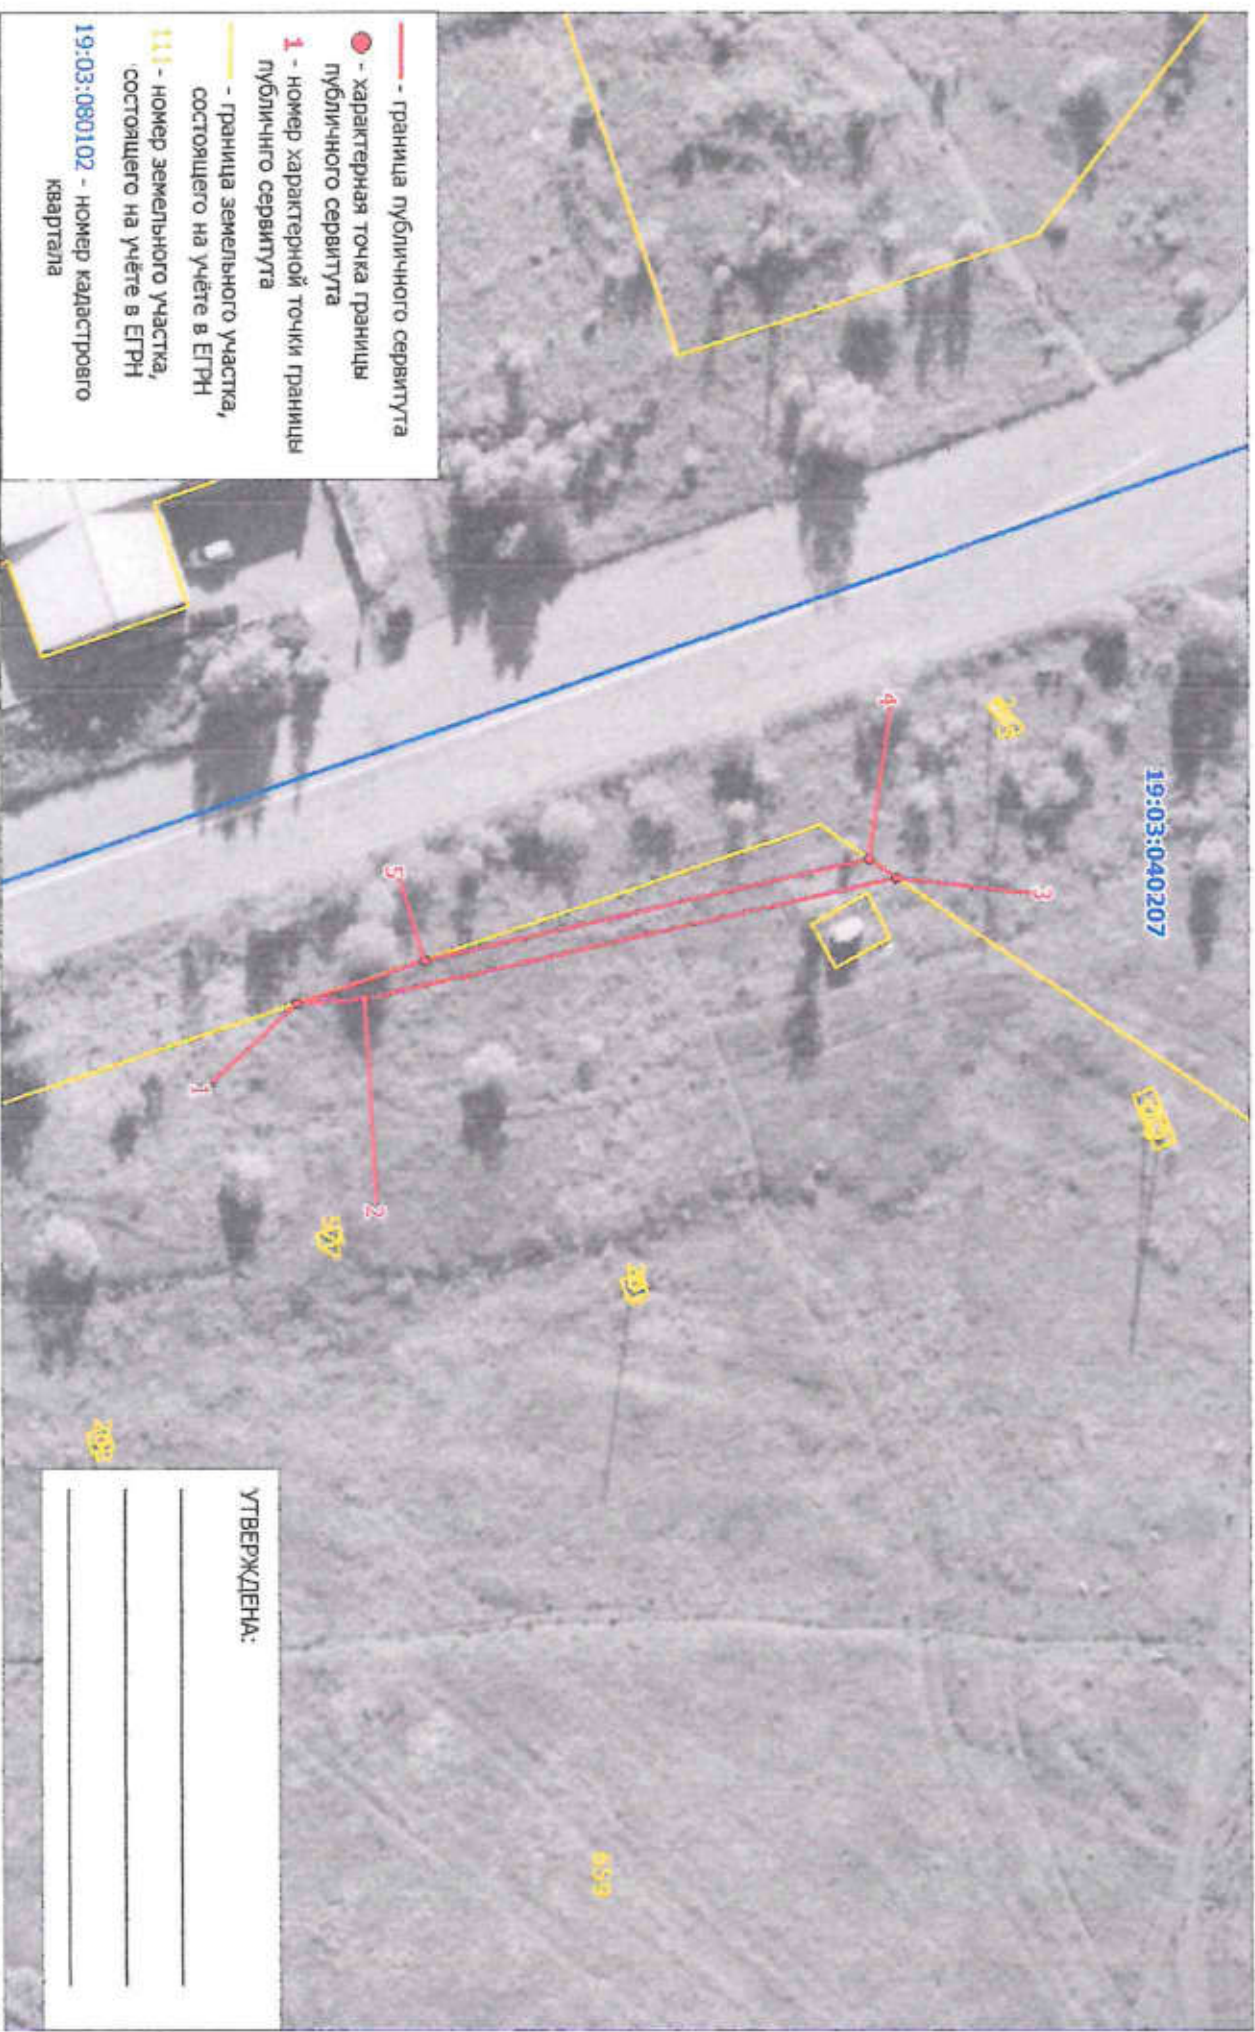 - граница публичного сервитута
- характерная точка границы
публичного сервитута
1 - номер характерной точки границы
публичнго сервитута
- граница земельного участка,
состоящего на учёте в ЕГРН
111 - номер земельного участка,
состоящего на учёте в ЕГРН
19:03:080102 - номер кадастровго
квартала
19:03:040207
4
3
5
1
2
659
УТВЕРЖДЕНА: